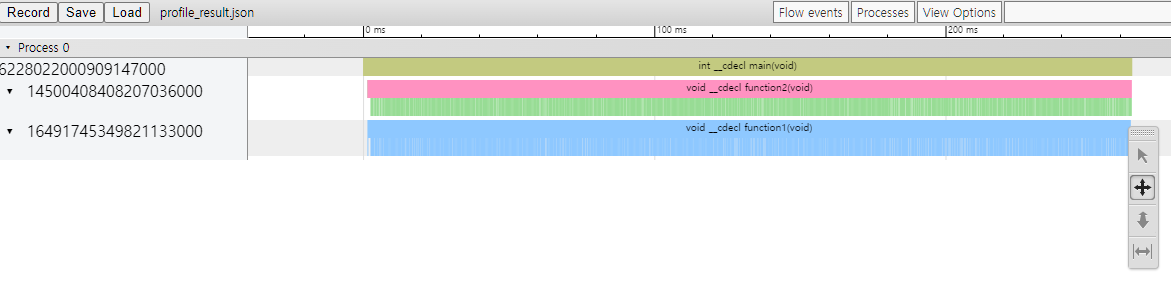 Record Save Load profile_result.json Flow events Processes View Options
0 ms 100 ms 200 ms
Process 0
6228022000909147000 int __cdecl main(void)
14500408408207036000 void __cdecl function2(void)
16491745349821133000 void __cdecl function1(void)